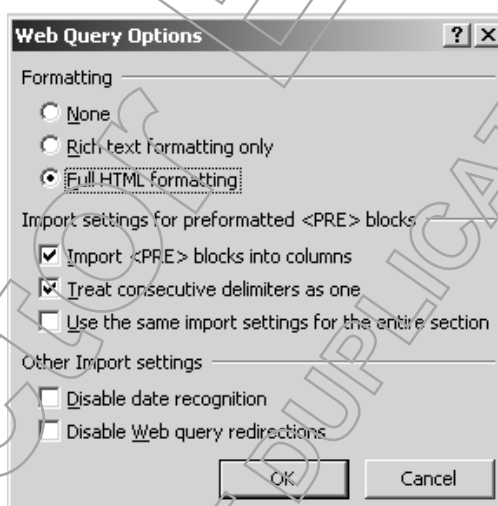 Web Query Options
Formatting
None
Rich text formatting only
Full HTML formatting
Import settings for preformatted <PRE> blocks
Import <PRE> blocks into columns
Treat consecutive delimiters as one
Use the same import settings for the entire section
Other Import settings
Disable date recognition
Disable Web query redirections
OK Cancel